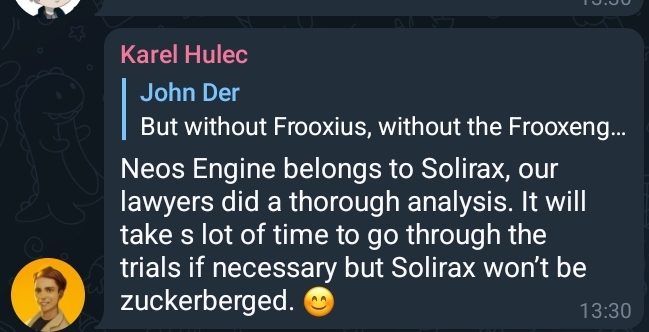 13:30
Karel Hulec
John Der
But without Frooxius, without the Frooxeng...
Neos Engine belongs to Solirax, our
lawyers did a thorough analysis. It will
take s lot of time to go through the
trials if necessary but Solirax won’t be
zuckerberged. 😊
13:30